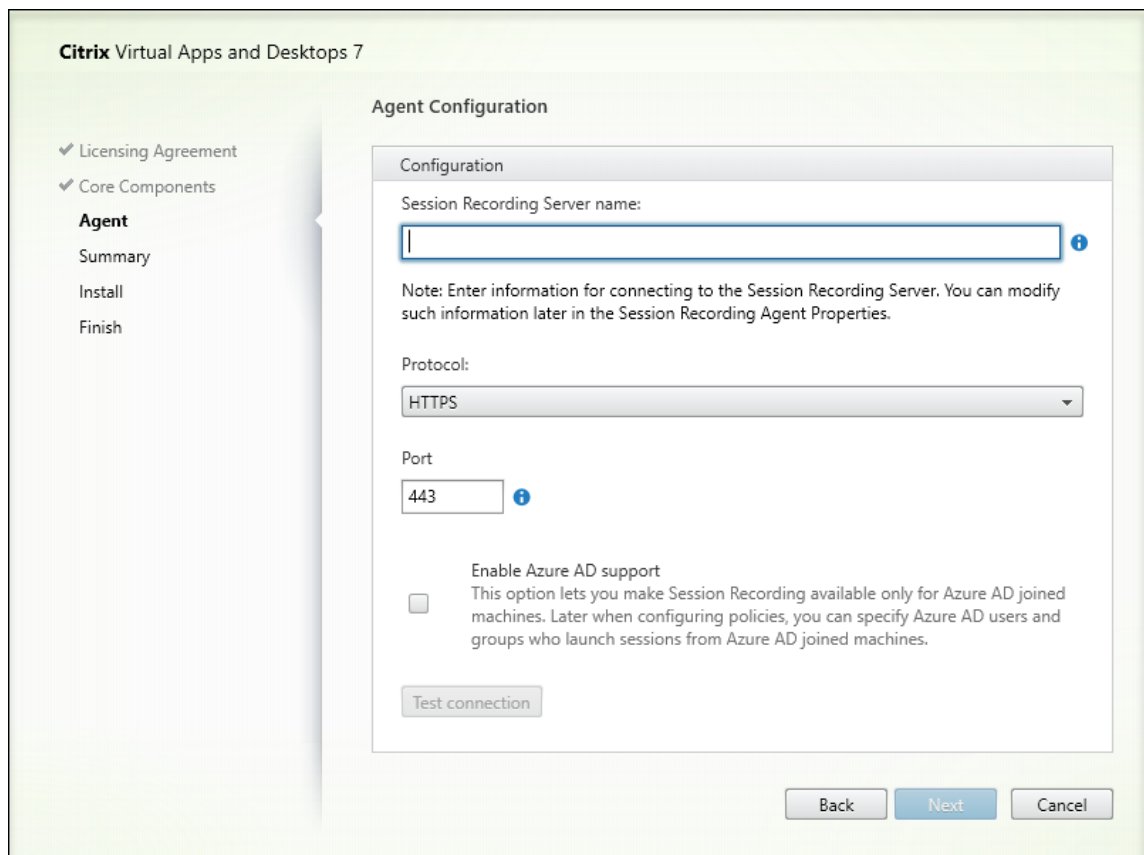 Citrix Virtual Apps and Desktops 7
Agent Configuration
Licensing Agreement
Core Components
Agent
Summary
Install
Finish
Configuration
Session Recording Server name:
Note: Enter information for connecting to the Session Recording Server. You can modify
such information later in the Session Recording Agent Properties.
Protocol:
HTTPS
Port
443
Enable Azure AD support
This option lets you make Session Recording available only for Azure AD joined
machines. Later when configuring policies, you can specify Azure AD users and
groups who launch sessions from Azure AD joined machines.
Test connection
Back
Next
Cancel